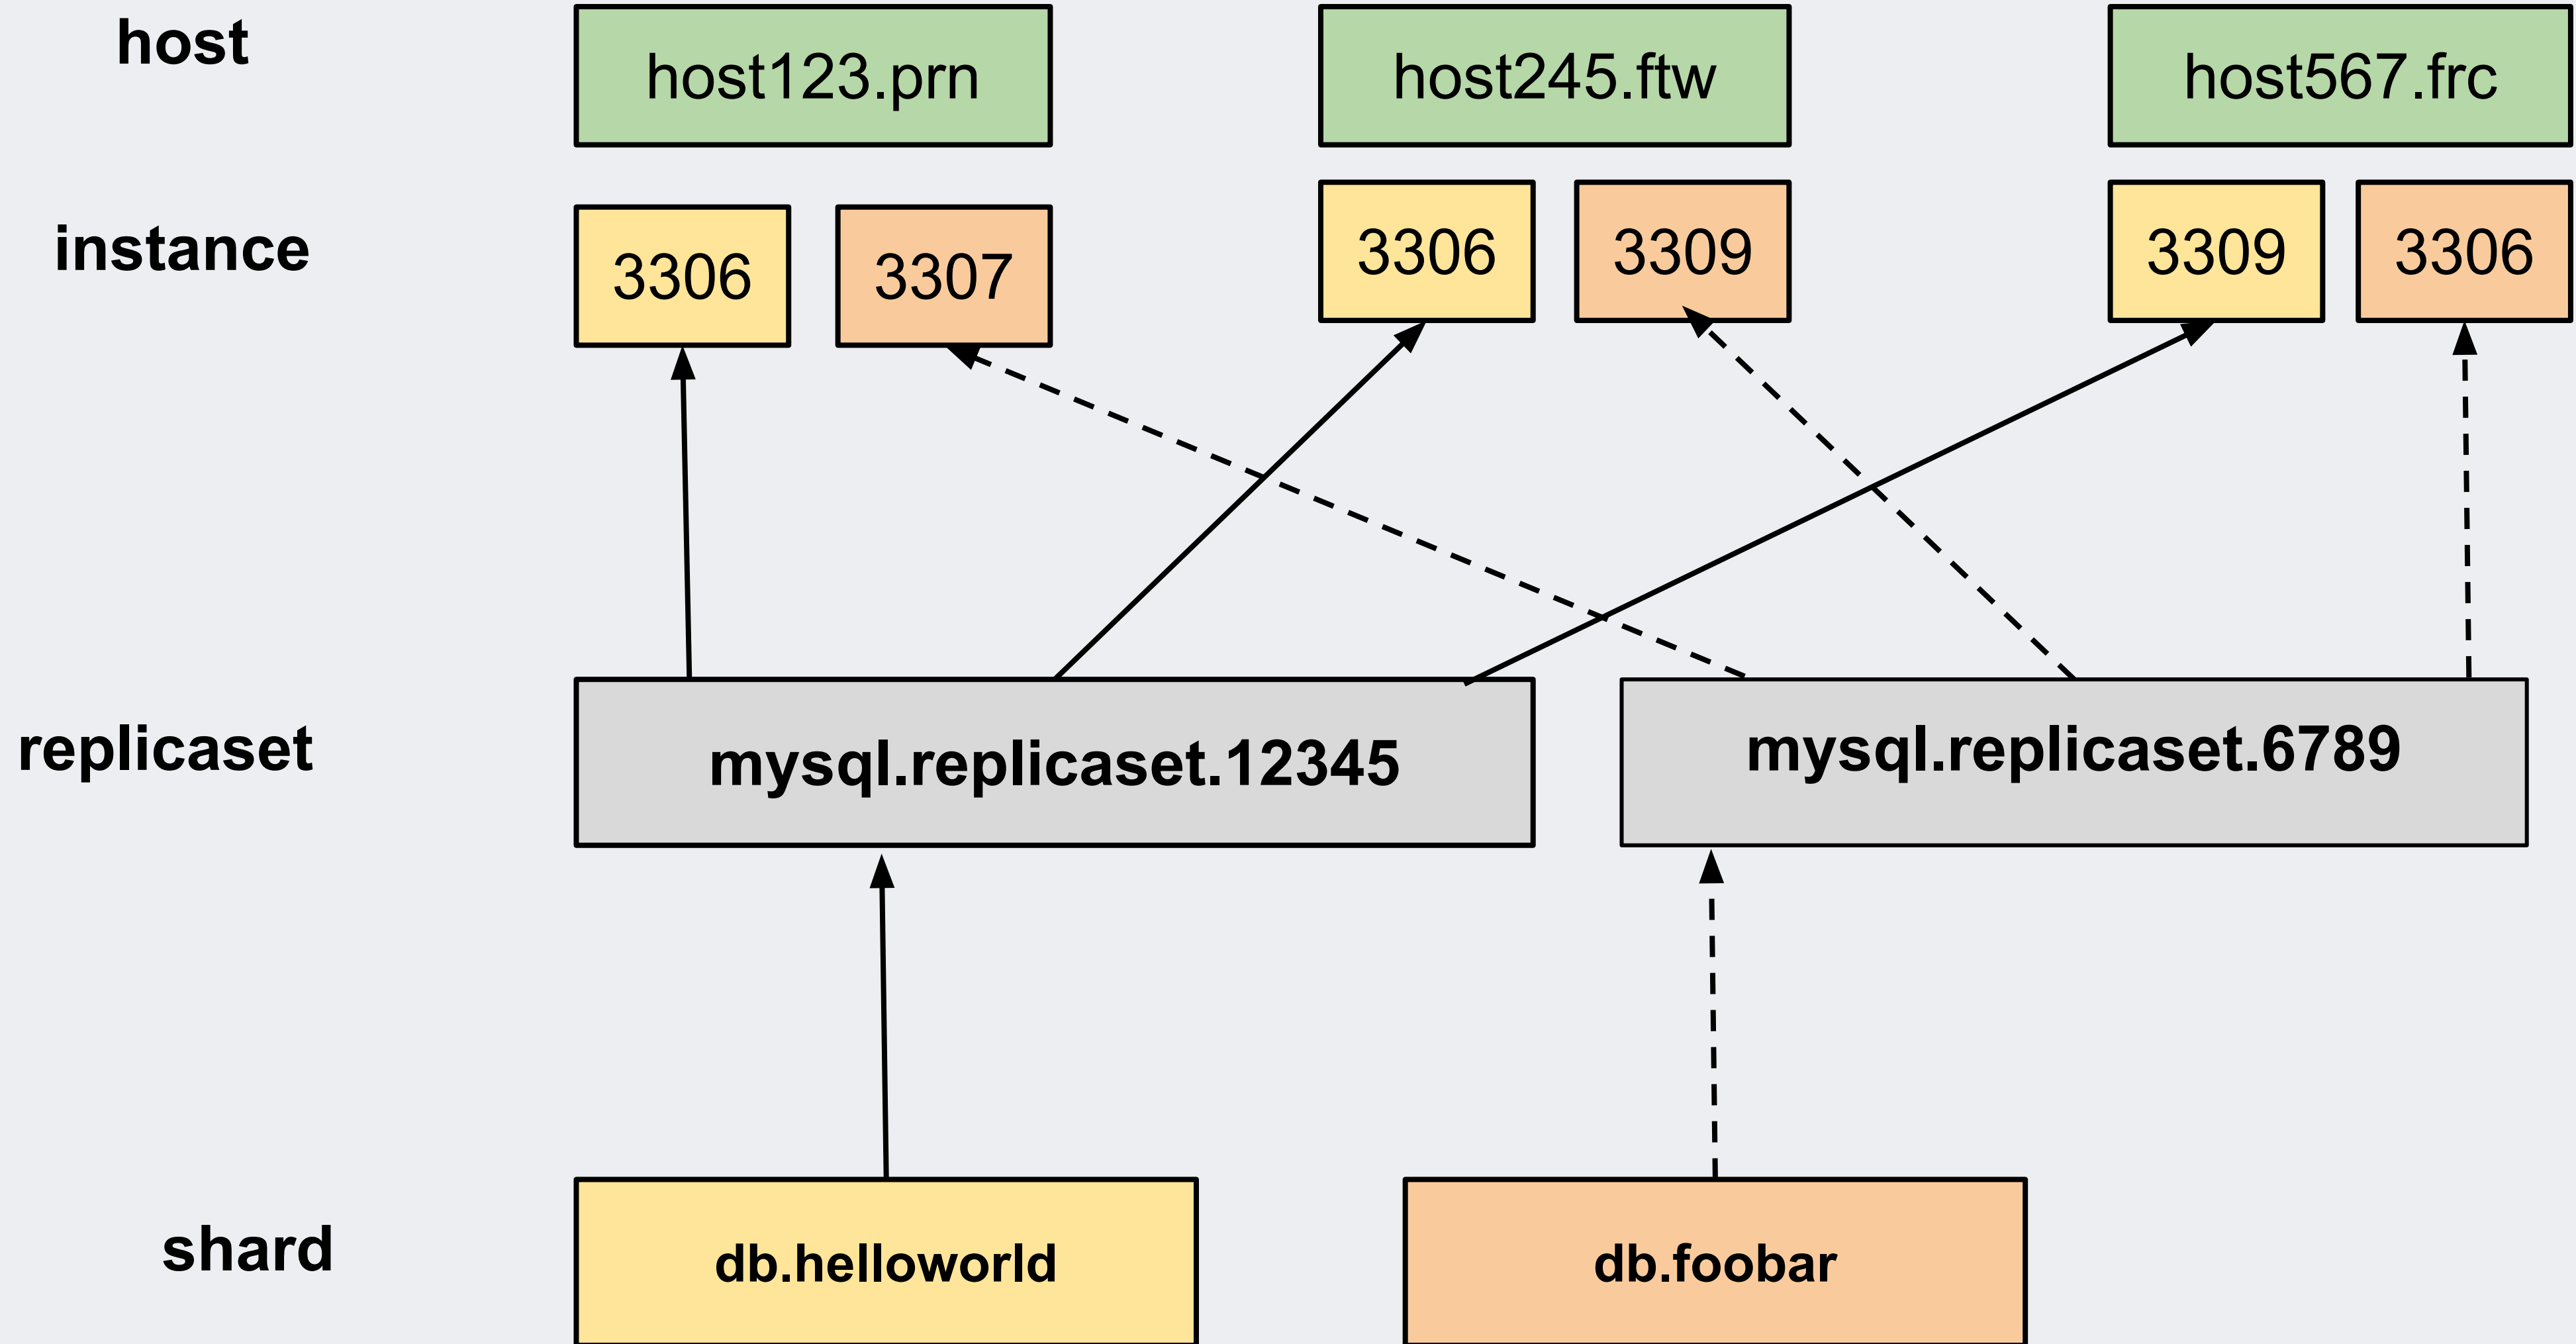 host
host123.prn
host245.ftw
host567.frc
instance
3306
3307
3306
3309
3309
3306
replicaset
mysql.replicaset.12345
mysql.replicaset.6789
shard
db.helloworld
db.foobar